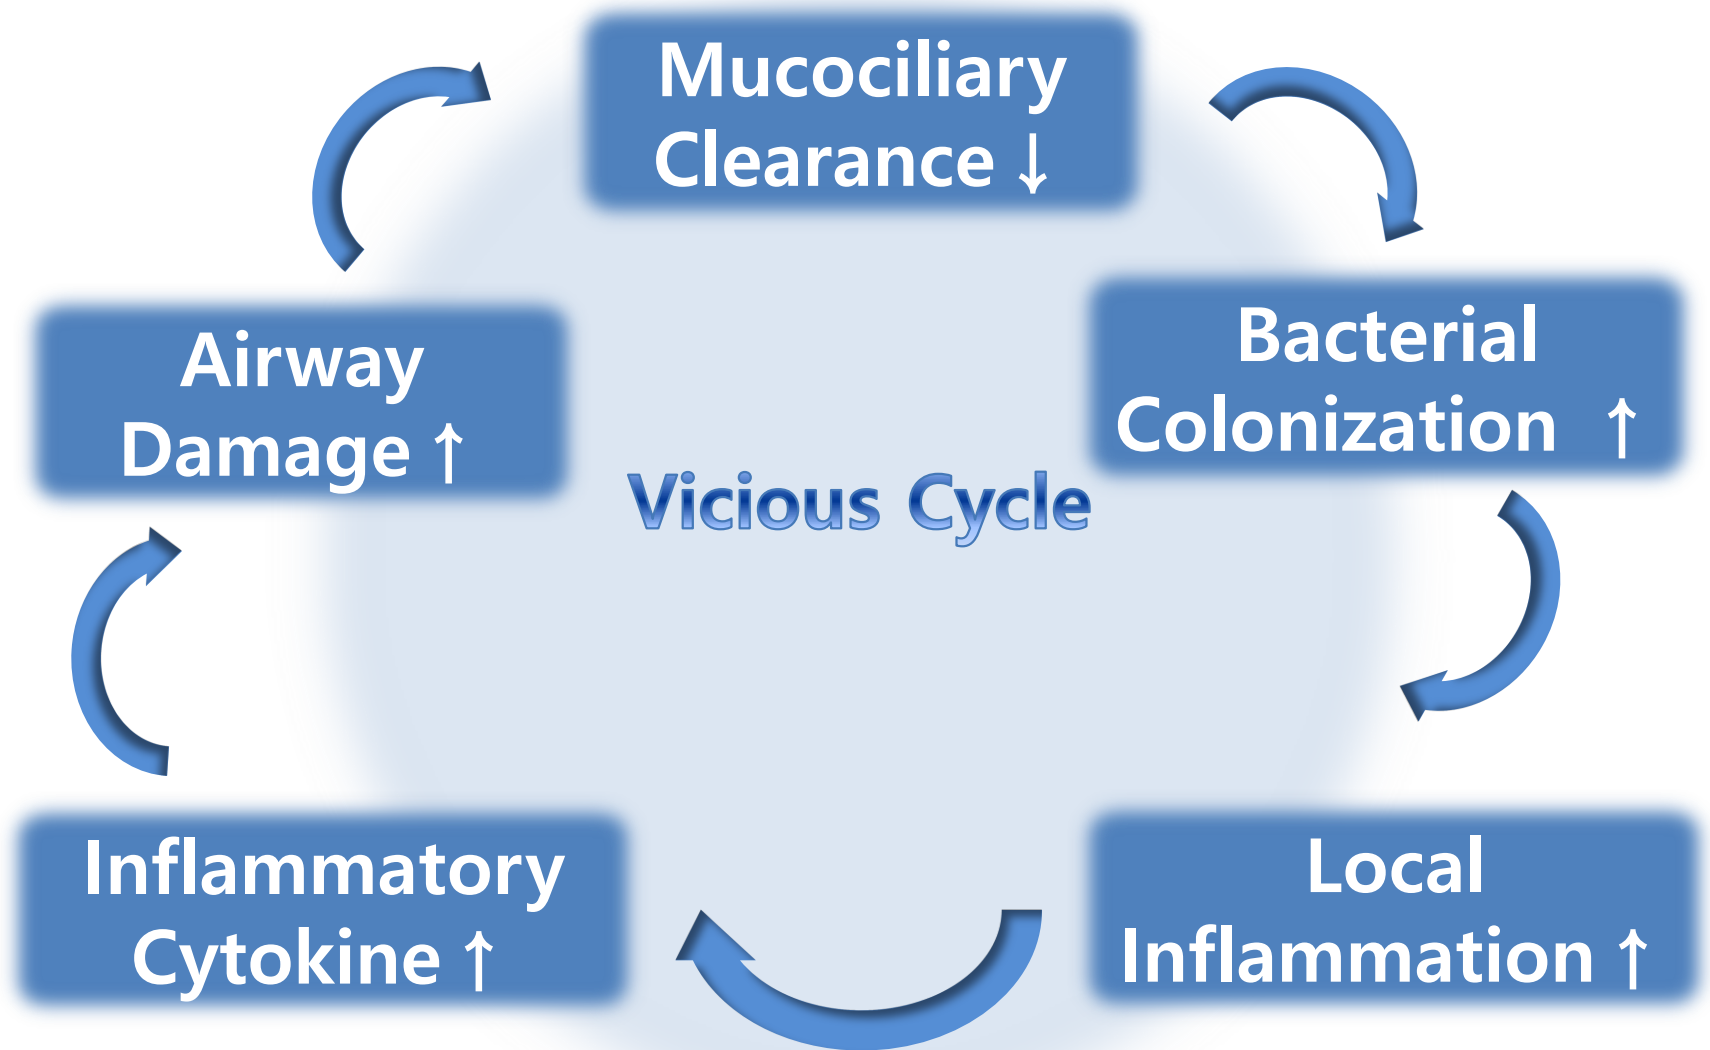 Mucociliary
Clearance ↓
Bacterial
Colonization ↑
Local
Inflammation ↑
Inflammatory
Cytokine ↑
Airway
Damage ↑
Vicious Cycle